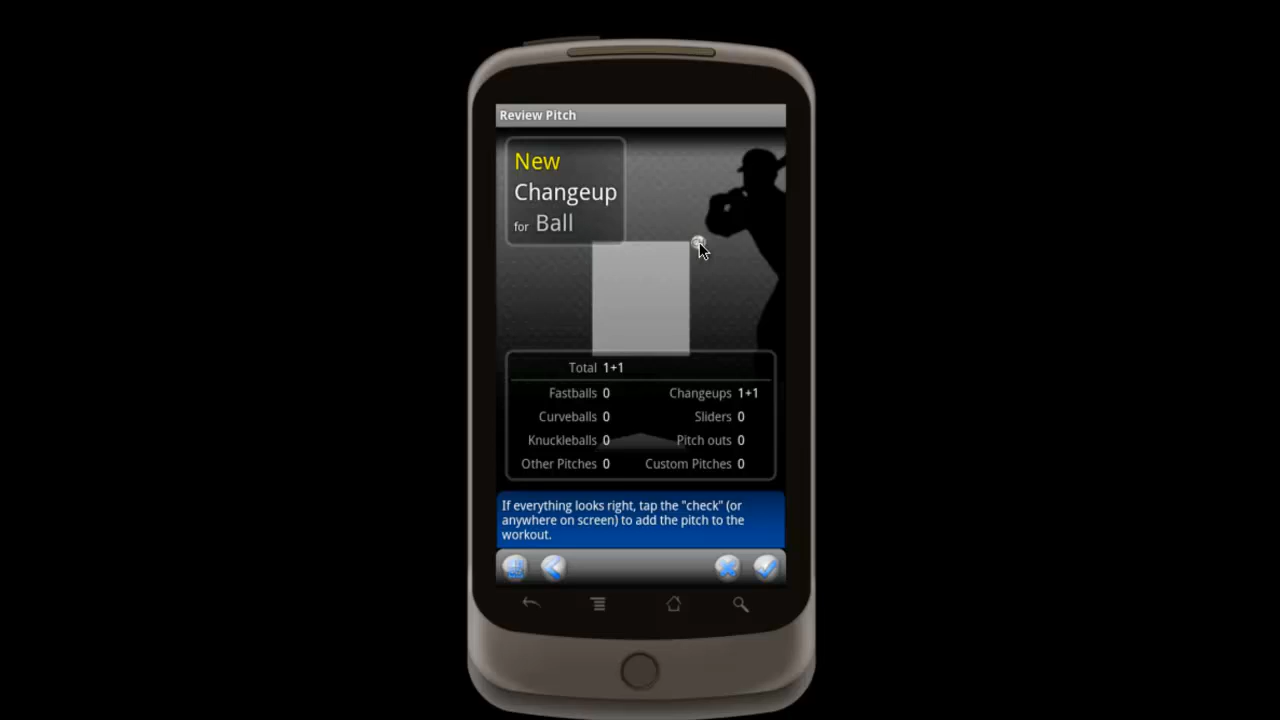 Review Pitch
New
Changeup
for Ball
Total 1+1
Fastballs 0 Changeups 1+1
Curveballs 0 Sliders 0
Knuckleballs 0 Pitch outs 0
Other Pitches 0 Custom Pitches 0
If everything looks right, tap the "check" (or
anywhere on screen) to add the pitch to the
workout.